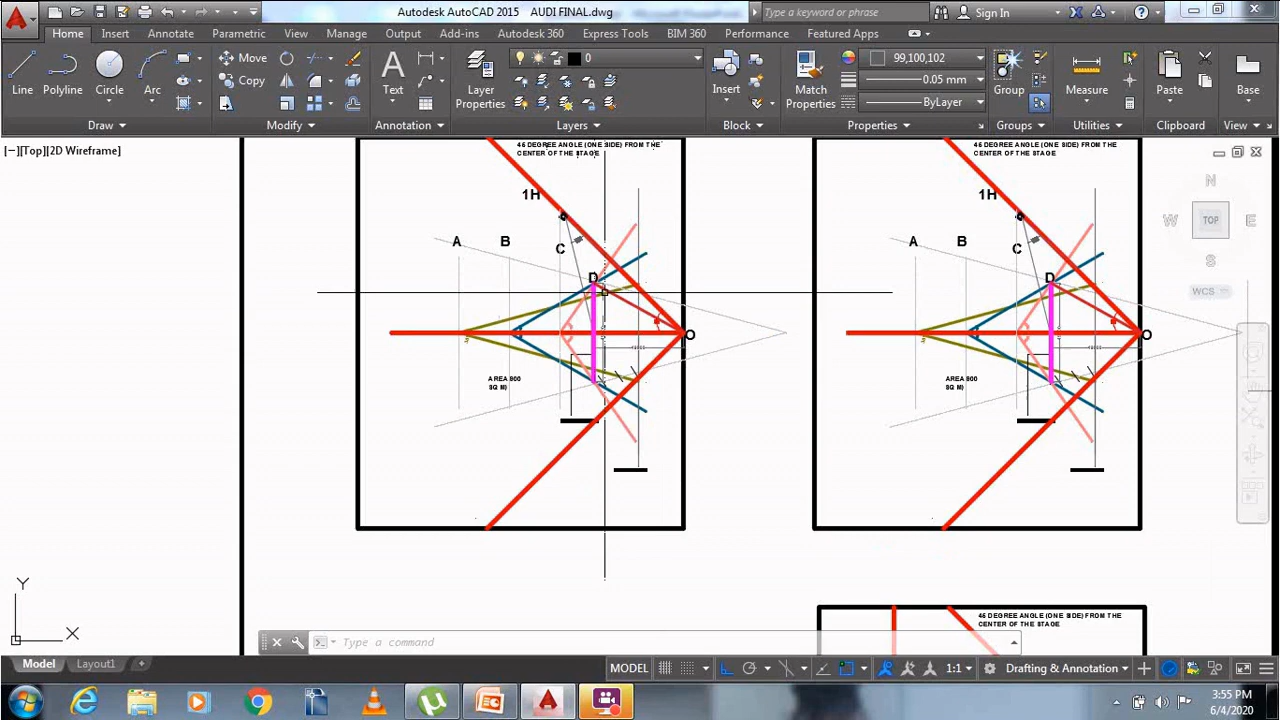 Autodesk AutoCAD 2015 AUDI FINAL.dwg
Type a keyword or phrase
Sign In
Home Insert Annotate Parametric View Manage Output Add-ins Autodesk 360 Express Tools BIM 360 Performance Featured Apps
Line
Polyline
Circle
Arc
Move
Copy
Text
Layer
Properties
0
Insert
Match
Properties
99,100,102
0.05 mm
ByLayer
Group
Measure
Paste
Base
Draw
Modify
Annotation
Layers
Block
Properties
Groups
Utilities
Clipboard
View
[−][Top][2D Wireframe]
45 DEGREE ANGLE (ONE SIDE) FROM THE
CENTER OF THE STAGE
1H
A
B
C
D
O
AREA 900
SQ M)
45 DEGREE ANGLE (ONE SIDE) FROM THE
CENTER OF THE STAGE
1H
A
B
C
D
O
AREA 900
SQ M)
45 DEGREE ANGLE (ONE SIDE) FROM THE
CENTER OF THE STAGE
N
W
TOP
E
S
WCS
Y
X
Type a command
Model
Layout1
MODEL
1:1
Drafting & Annotation
3:55 PM
6/4/2020